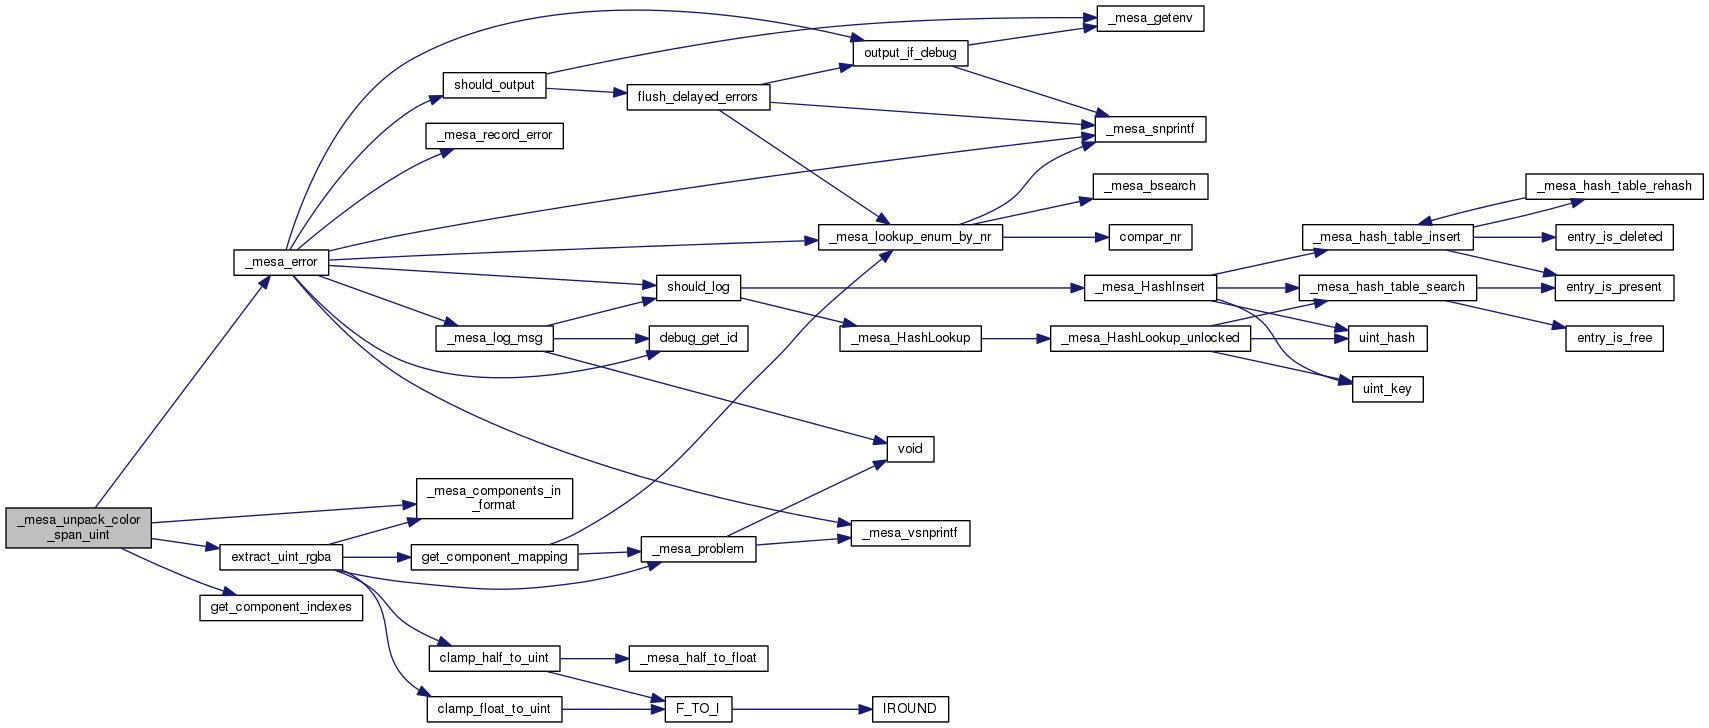 _mesa_getenv
output_if_debug
should_output
flush_delayed_errors
_mesa_record_error
_mesa_snprintf
_mesa_bsearch
_mesa_hash_table_rehash
_mesa_lookup_enum_by_nr
compar_nr
_mesa_hash_table_insert
entry_is_deleted
_mesa_error
should_log
_mesa_HashInsert
_mesa_hash_table_search
entry_is_present
_mesa_log_msg
debug_get_id
_mesa_HashLookup
_mesa_HashLookup_unlocked
uint_hash
entry_is_free
uint_key
void
_mesa_components_in
_format
_mesa_unpack_color
_span_uint
_mesa_vsnprintf
extract_uint_rgba
get_component_mapping
_mesa_problem
get_component_indexes
clamp_half_to_uint
_mesa_half_to_float
clamp_float_to_uint
F_TO_I
IROUND